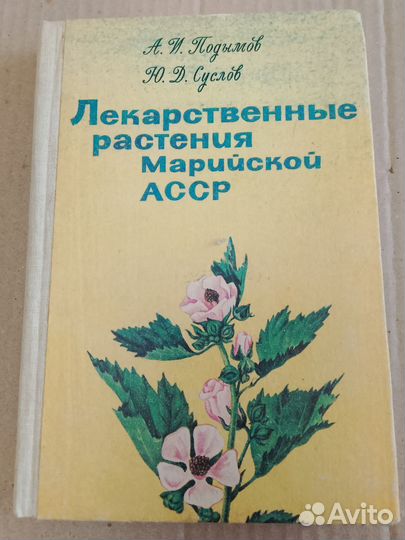 А. И. Подымов
Ю. Д. Суслов
Лекарственные
растения
Марийской
АССР
Avito